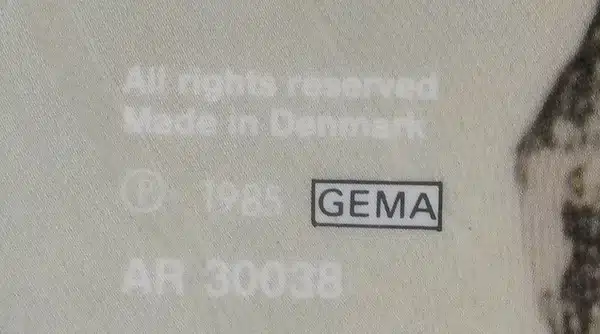 All rights reserved
Made in Denmark
℗ 1985 GEMA
AR 30038